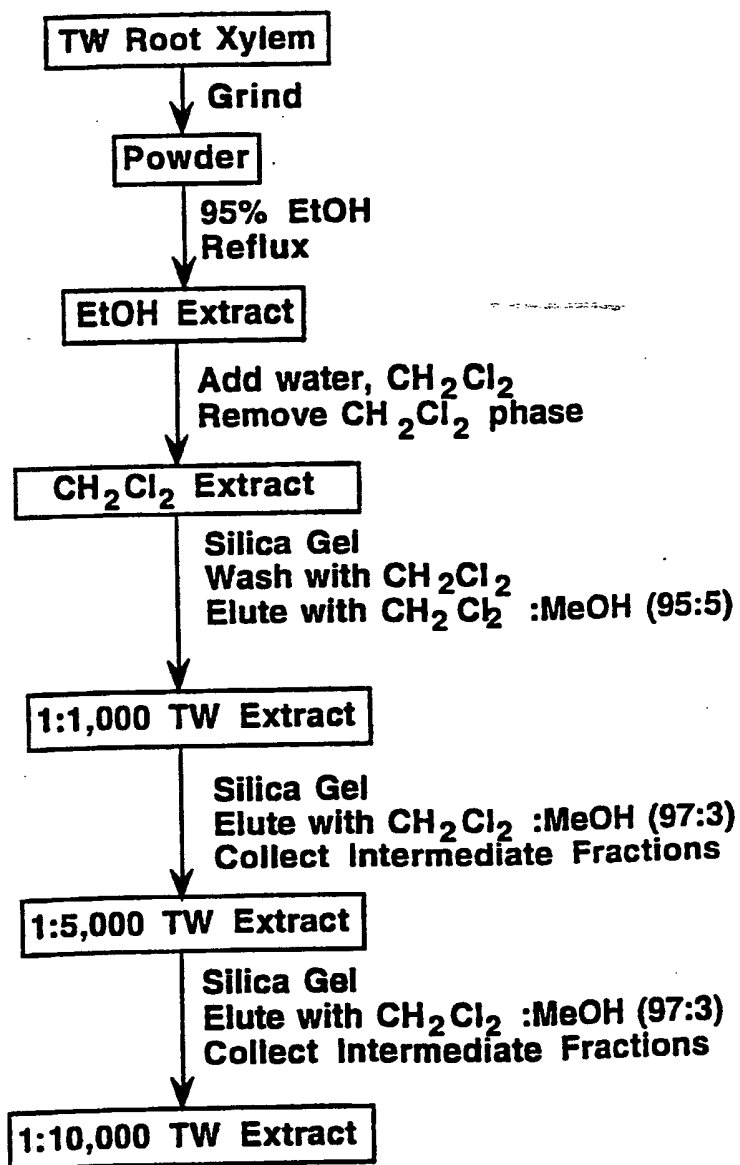 TW Root Xylem
Grind
Powder
95% EtOH
Reflux
EtOH Extract
Add water, CH2Cl2
Remove CH2Cl2 phase
CH2Cl2 Extract
Silica Gel
Wash with CH2Cl2
Elute with CH2Cl2 :MeOH (95:5)
1:1,000 TW Extract
Silica Gel
Elute with CH2Cl2 :MeOH (97:3)
Collect Intermediate Fractions
1:5,000 TW Extract
Silica Gel
Elute with CH2Cl2 :MeOH (97:3)
Collect Intermediate Fractions
1:10,000 TW Extract